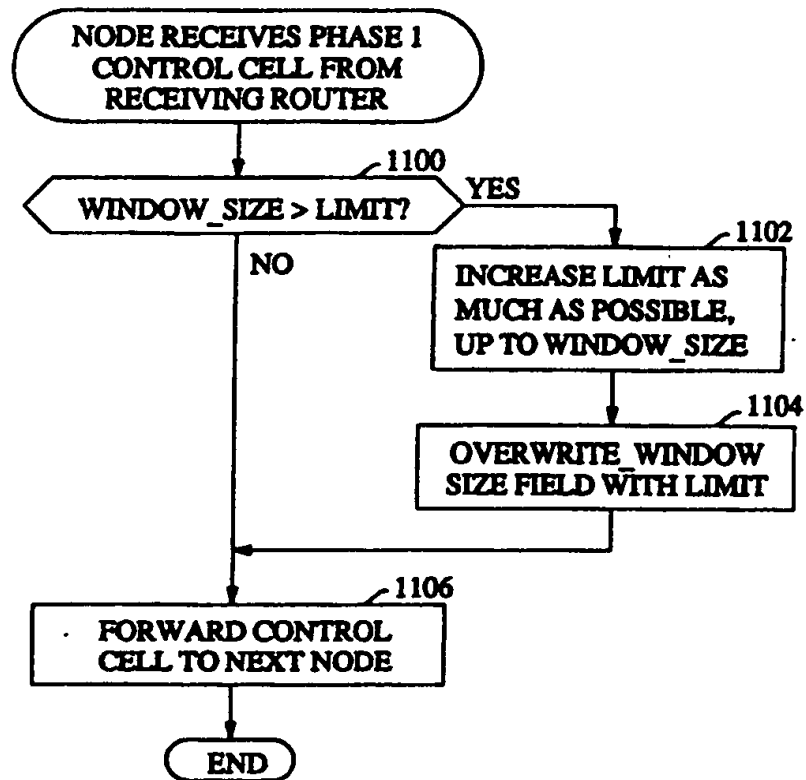 NODE RECEIVES PHASE 1
CONTROL CELL FROM
RECEIVING ROUTER
1100
WINDOW_SIZE > LIMIT?
YES
NO
1102
INCREASE LIMIT AS
MUCH AS POSSIBLE,
UP TO WINDOW_SIZE
1104
OVERWRITE_WINDOW
SIZE FIELD WITH LIMIT
1106
FORWARD CONTROL
CELL TO NEXT NODE
END